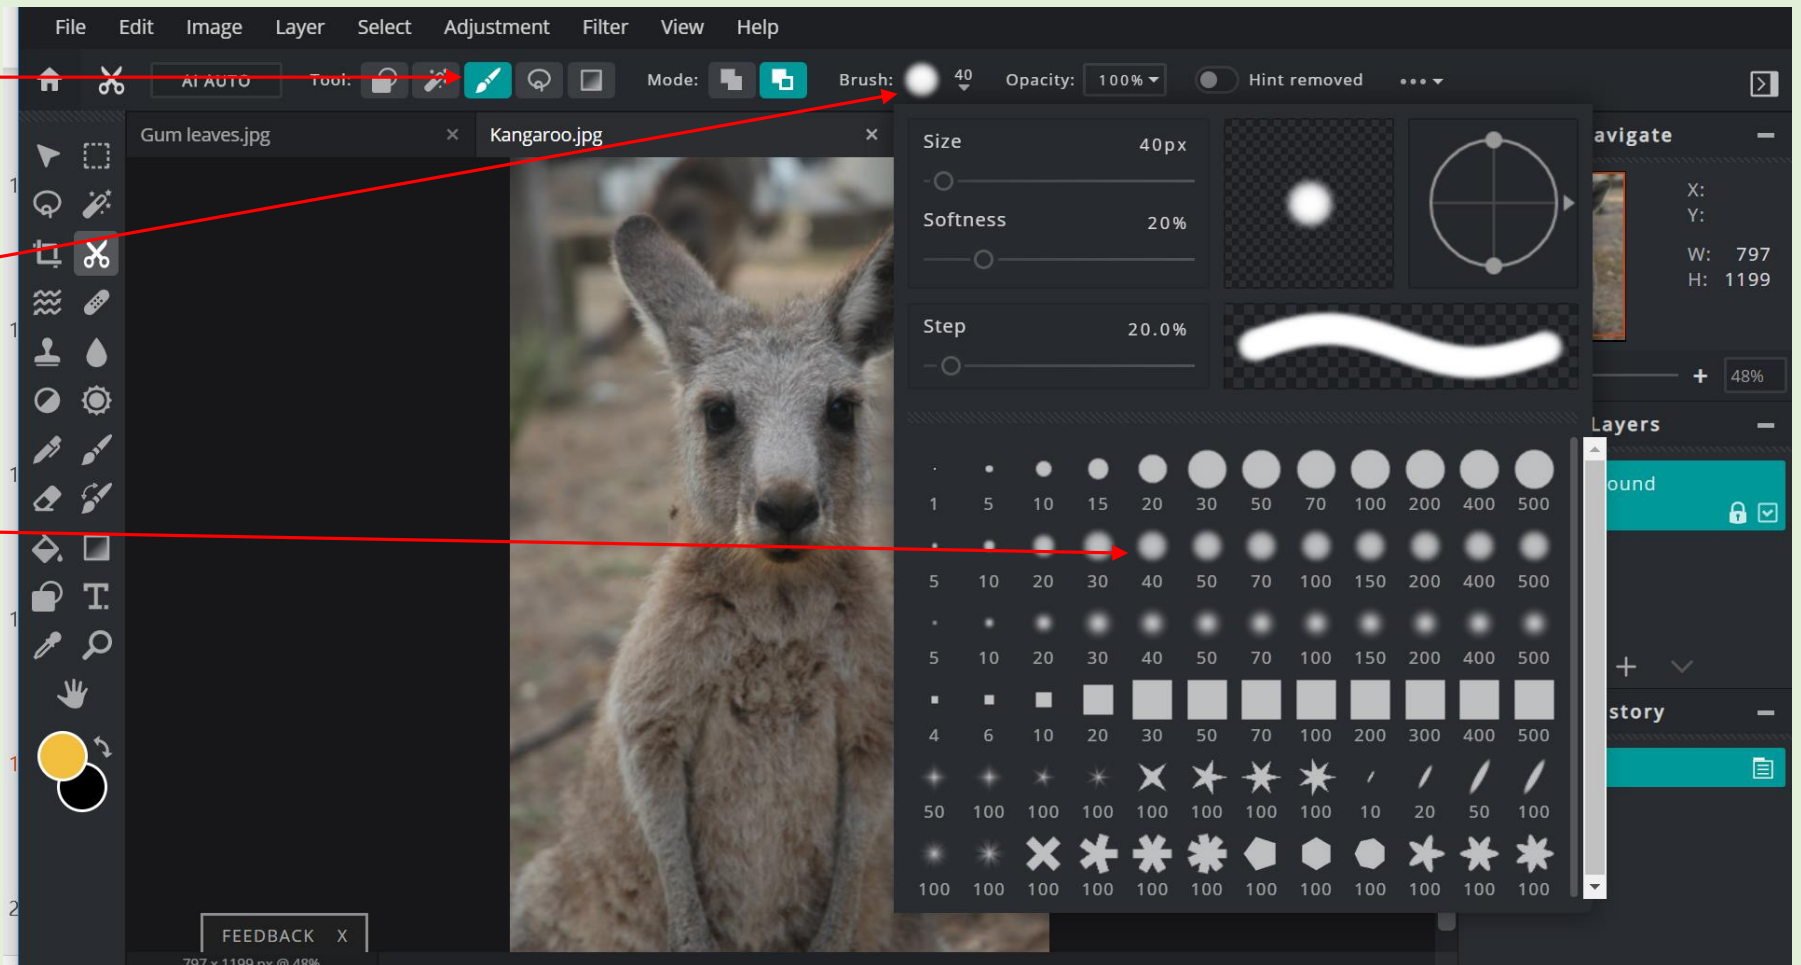 File Edit Image Layer Select Adjustment Filter View Help
AI AUTO Tool: Mode: Brush: 40 Opacity: 100% Hint removed
Gum leaves.jpg × Kangaroo.jpg ×
Size 40px
Softness 20%
Step 20.0%
1 5 10 15 20 30 50 70 100 200 400 500
5 10 20 30 40 50 70 100 150 200 400 500
5 10 20 30 40 50 70 100 150 200 400 500
4 6 10 20 30 50 70 100 200 300 400 500
50 100 100 100 100 100 100 100 10 20 50 100
100 100 100 100 100 100 100 100 100 100 100 100
avigate
X:
Y:
W: 797
H: 1199
48%
Layers
ound
story
FEEDBACK X
797 x 1199 px @ 48%